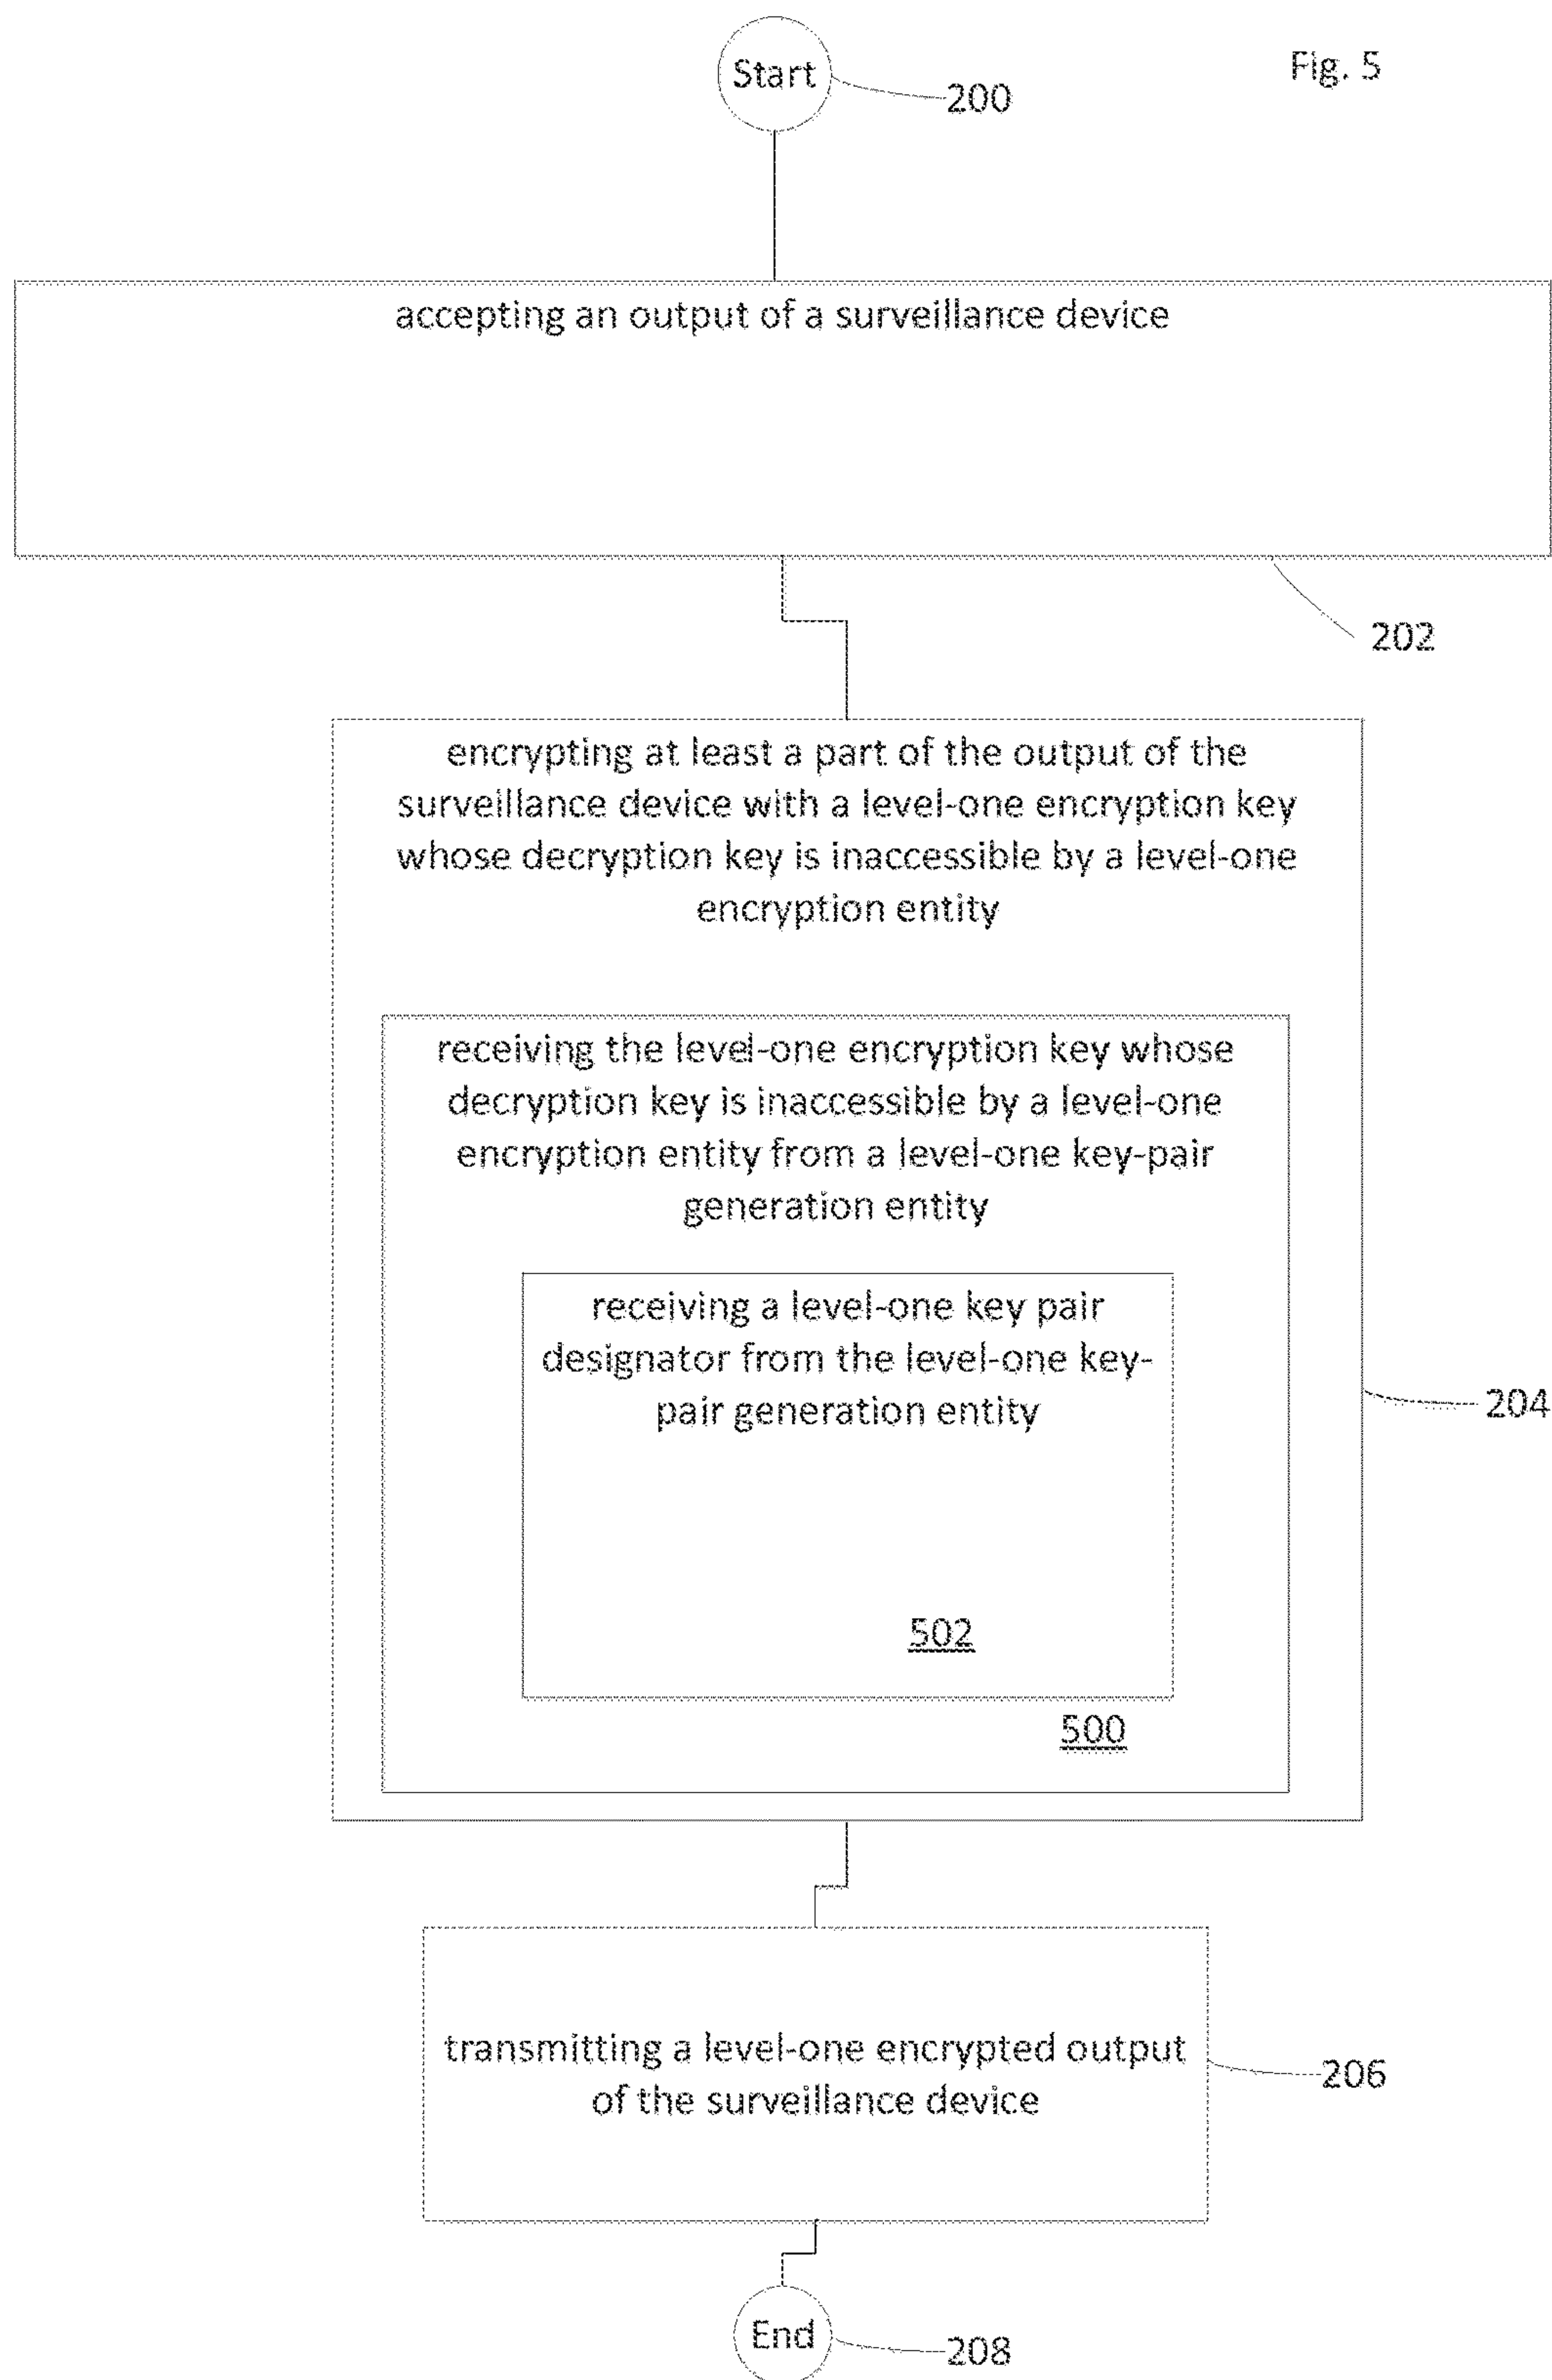 Start
Fig. 5
200
accepting an output of a surveillance device
202
encrypting at least a part of the output of the
surveillance device with a level-one encryption key
whose decryption key is inaccessible by a level-one
encryption entity
receiving the level-one encryption key whose
decryption key is inaccessible by a level-one
encryption entity from a level-one key-pair
generation entity
receiving a level-one key pair
designator from the level-one key-
pair generation entity
204
502
500
transmitting a level-one encrypted output
of the surveillance device
206
End
208